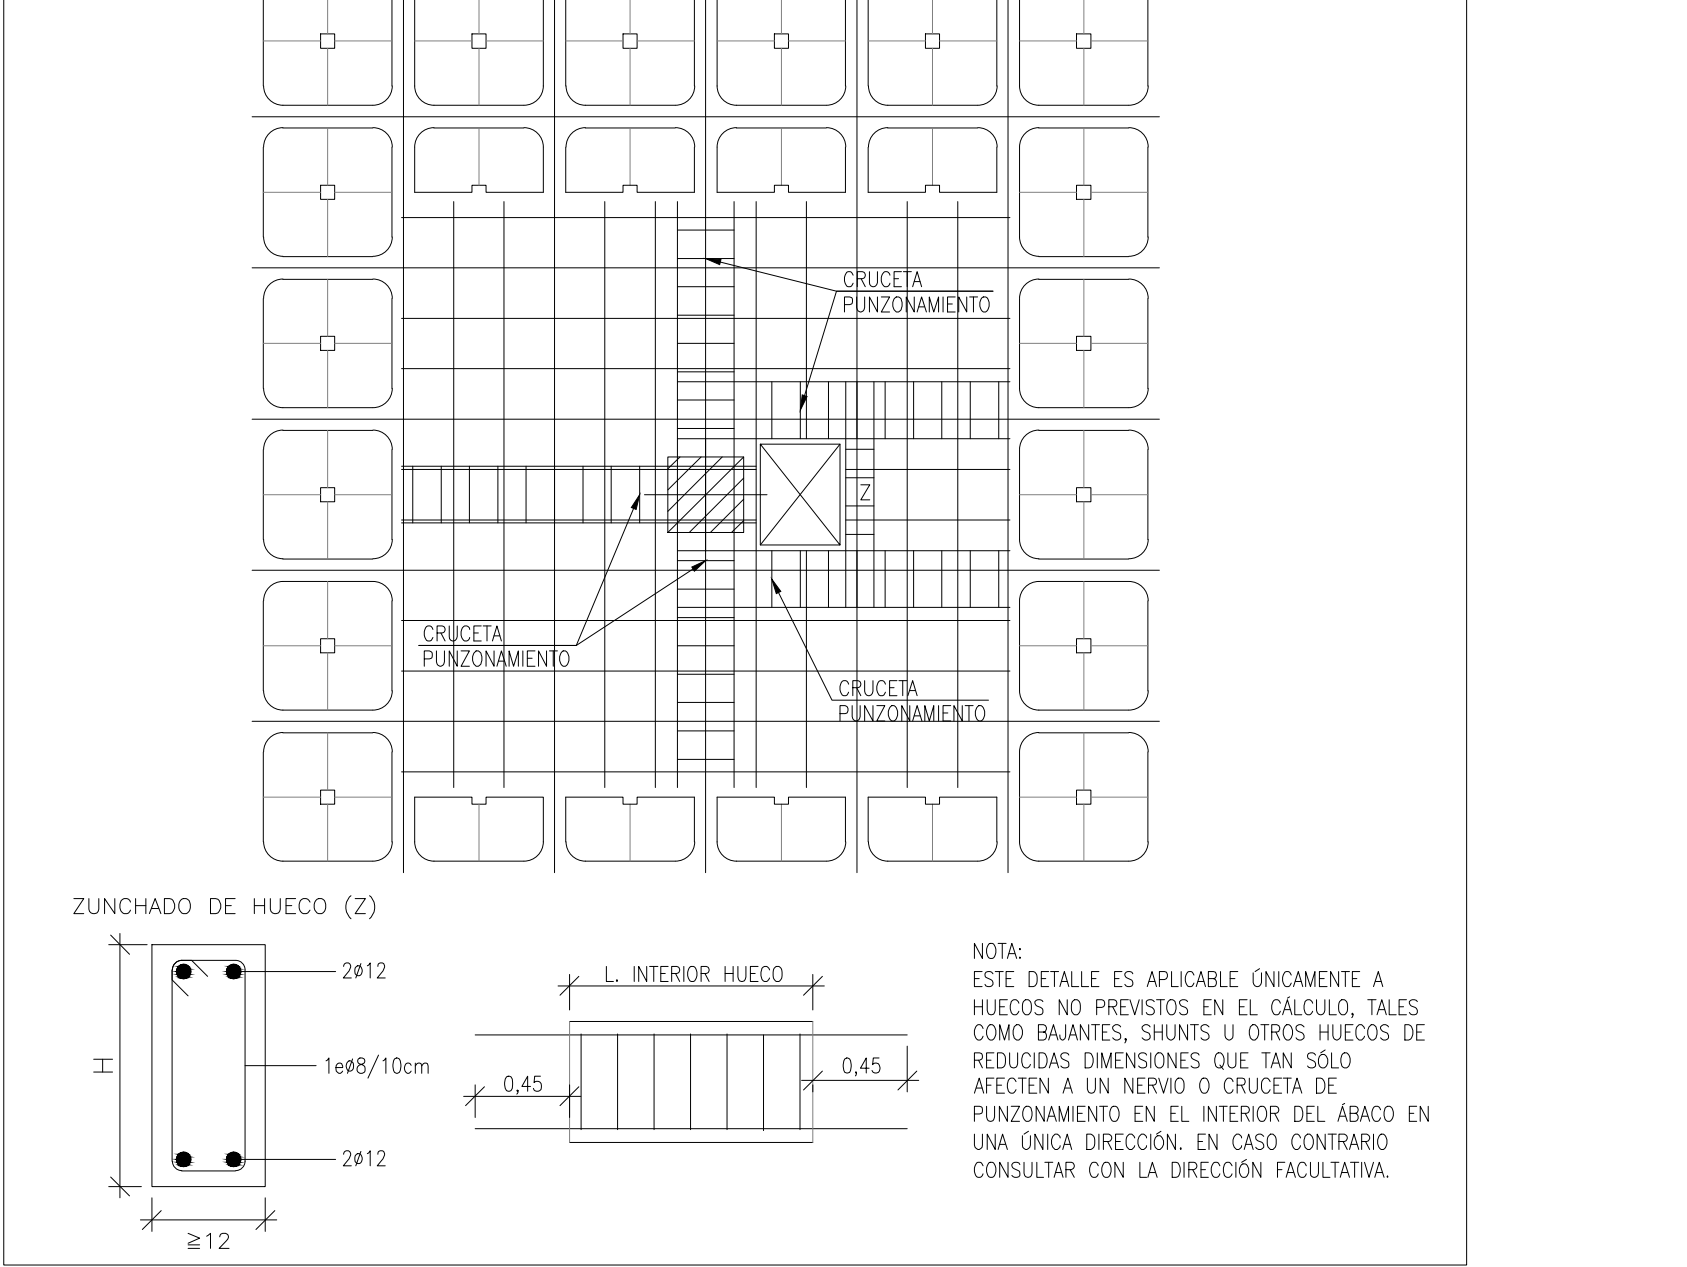 CRUCETA
PUNZONAMIENTO
Z
CRUCETA
PUNZONAMIENTO
CRUCETA
PUNZONAMIENTO
ZUNCHADO DE HUECO (Z)
2ø12
H
1eø8/10cm
2ø12
≧12
L. INTERIOR HUECO
0,45
0,45
NOTA:
ESTE DETALLE ES APLICABLE ÚNICAMENTE A
HUECOS NO PREVISTOS EN EL CÁLCULO, TALES
COMO BAJANTES, SHUNTS U OTROS HUECOS DE
REDUCIDAS DIMENSIONES QUE TAN SÓLO
AFECTEN A UN NERVIO O CRUCETA DE
PUNZONAMIENTO EN EL INTERIOR DEL ÁBACO EN
UNA ÚNICA DIRECCIÓN. EN CASO CONTRARIO
CONSULTAR CON LA DIRECCIÓN FACULTATIVA.